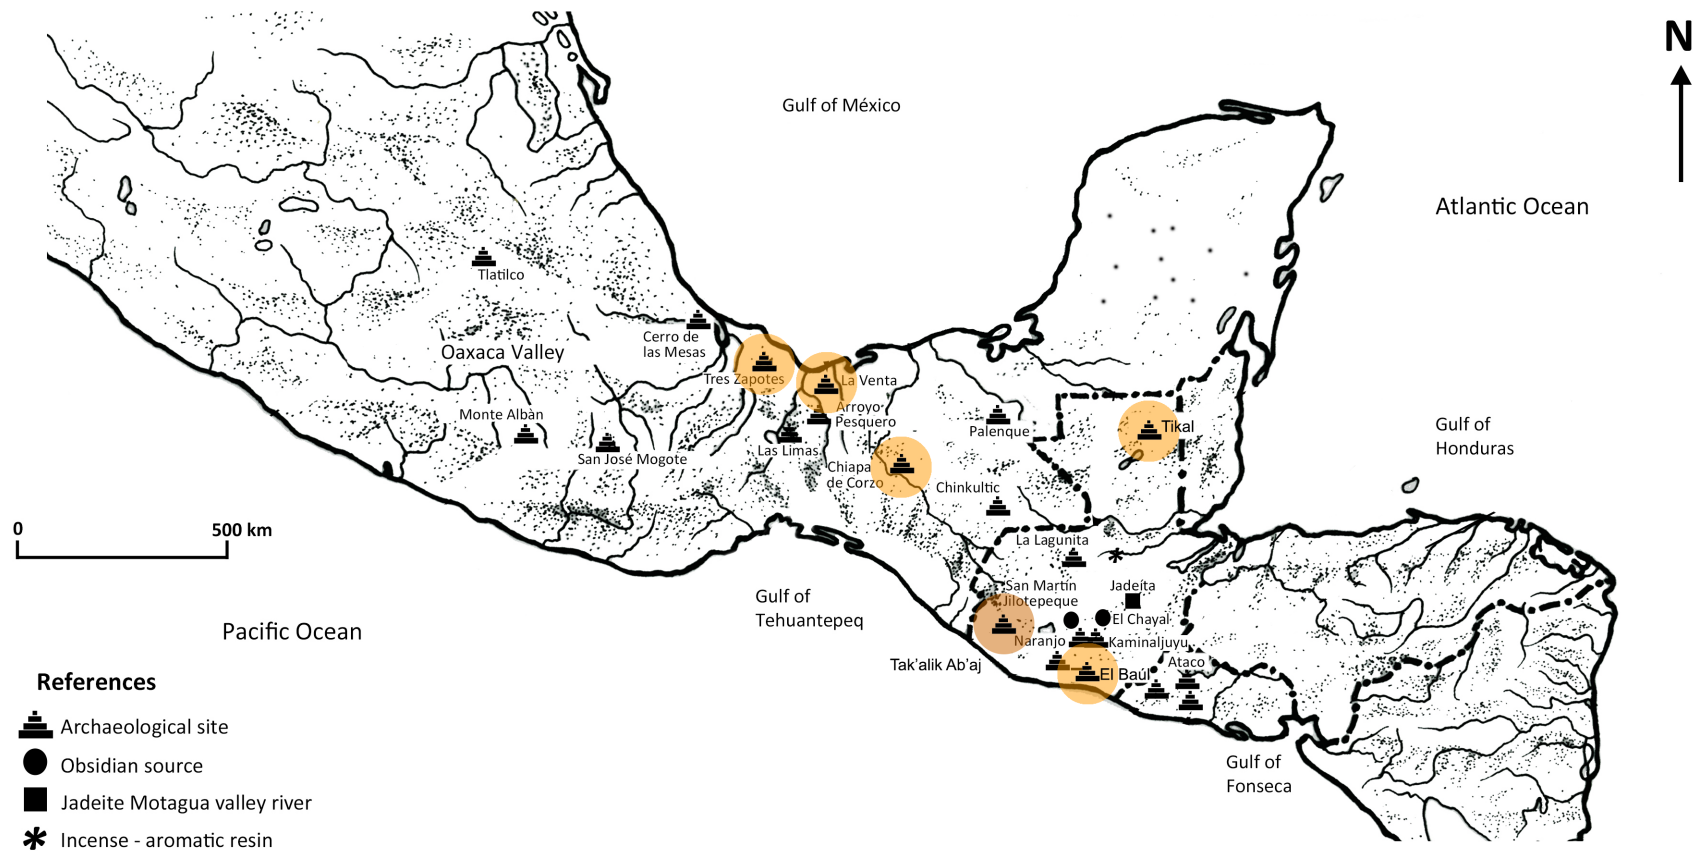 N
Gulf of México
Atlantic Ocean
Tlatilco
Cerro de
las Mesas
Oaxaca Valley
Tres Zapotes
La Venta
Monte Albàn
Arroyo
Pesquero
Palenque
Tikal
Gulf of
Honduras
San José Mogote
Las Limas
Chiapa
de Corzo
Chinkultic
0
500 km
La Lagunita
San Martín
Jilotepeque
Jadeíta
El Chayal
Gulf of
Tehuantepeq
Pacific Ocean
Naranjo
Kaminaljuyu
Tak'alik Ab'aj
El Baúl
Ataco
References
Archaeological site
Obsidian source
Jadeite Motagua valley river
Incense - aromatic resin
Gulf of
Fonseca